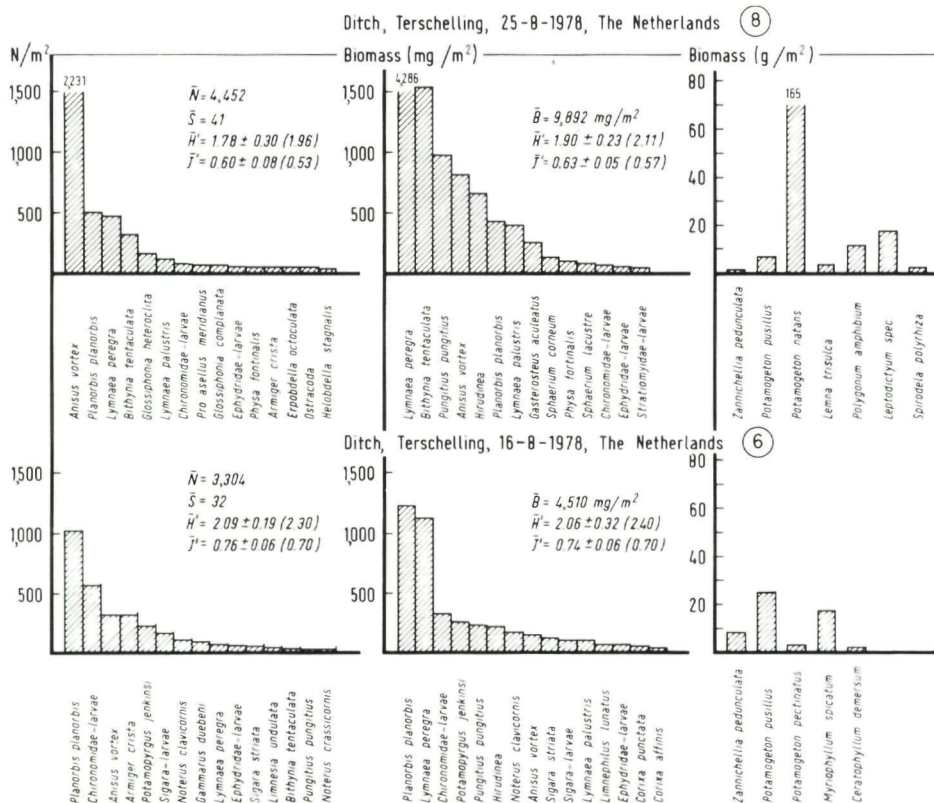 Ditch, Terschelling, 25-8-1978, The Netherlands 8
N/m²
Biomass (mg /m²)
Biomass (g/m²)
2,231
1,500
1,000
500
N̄ = 4,452
S̄ = 41
H̄' = 1.78 ± 0.30 (1.96)
J̄' = 0.60 ± 0.08 (0.53)
Anisus vortex
Planorbis planorbis
Lymnaea peregra
Bithynia tentaculata
Glossiphonia heteroclita
Lymnaea palustris
Chironomidae-larvae
Pro asellus meridianus
Glossiphonia complanata
Ephydridae-larvae
Physa fontinalis
Armiger crista
Erpobdella octoculata
Ostracoda
Helobdella stagnalis
4,286
1,500
1,000
500
B̄ = 9,892 mg/m²
H̄' = 1.90 ± 0.23 (2.11)
J̄' = 0.63 ± 0.05 (0.57)
Lymnaea peregra
Bithynia tentaculata
Pungitius pungitius
Anisus vortex
Hirudinea
Planorbis planorbis
Lymnaea palustris
Gasterosteus aculeatus
Sphaerium corneum
Physa fontinalis
Sphaerium lacustre
Chironomidae-larvae
Ephydridae-larvae
Stratiomyidae-larvae
80
60
40
20
165
Zannichellia pedunculata
Potamogeton pusillus
Potamogeton natans
Lemna trisulca
Polygonum amphibium
Leptodictyum spec
Spirodela polyrhiza
Ditch, Terschelling, 16-8-1978, The Netherlands 6
1,500
1,000
500
N̄ = 3,304
S̄ = 32
H̄' = 2.09 ± 0.19 (2.30)
J̄' = 0.76 ± 0.06 (0.70)
Planorbis planorbis
Chironomidae-larvae
Anisus vortex
Armiger crista
Potamopyrgus jenkinsi
Sigara-larvae
Noterus clavicornis
Gammarus duebeni
Lymnaea peregra
Ephydridae-larvae
Sigara striata
Limnesia undulata
Bithynia tentaculata
Pungitius pungitius
Noterus crassicornis
1,500
1,000
500
B̄ = 4,510 mg/m²
H̄' = 2.06 ± 0.32 (2.40)
J̄' = 0.74 ± 0.06 (0.70)
Planorbis planorbis
Lymnaea peregra
Chironomidae-larvae
Potamopyrgus jenkinsi
Pungitius pungitius
Hirudinea
Noterus clavicornis
Anisus vortex
Sigara striata
Sigara-larvae
Lymnaea palustris
Limnephilus lunatus
Ephydridae-larvae
Corixa punctata
Corixa affinis
80
60
40
20
Zannichellia pedunculata
Potamogeton pusillus
Potamogeton pectinatus
Myriophyllum spicatum
Ceratophyllum demersum